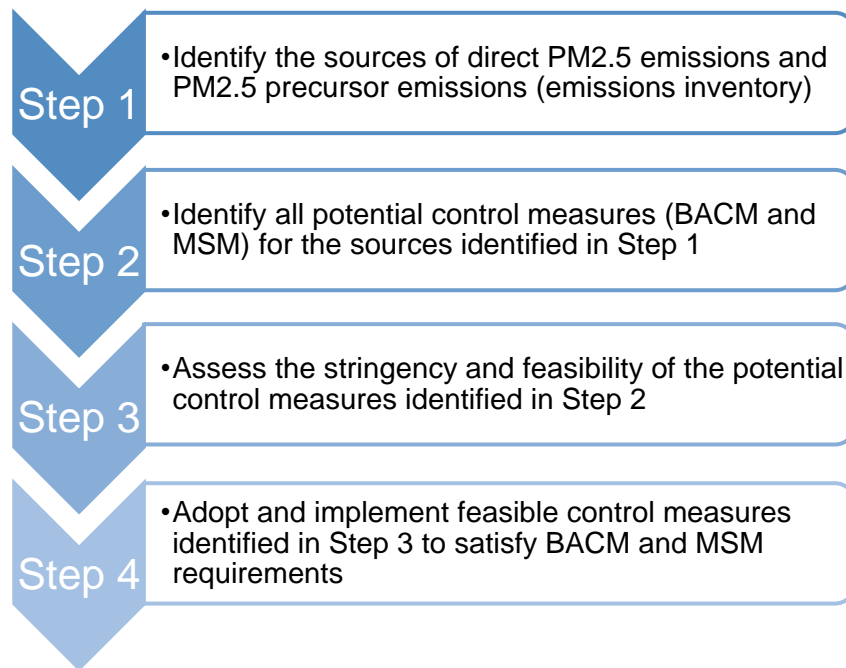 Step 1
•Identify the sources of direct PM2.5 emissions and
PM2.5 precursor emissions (emissions inventory)
Step 2
•Identify all potential control measures (BACM and
MSM) for the sources identified in Step 1
Step 3
•Assess the stringency and feasibility of the potential
control measures identified in Step 2
Step 4
•Adopt and implement feasible control measures
identified in Step 3 to satisfy BACM and MSM
requirements